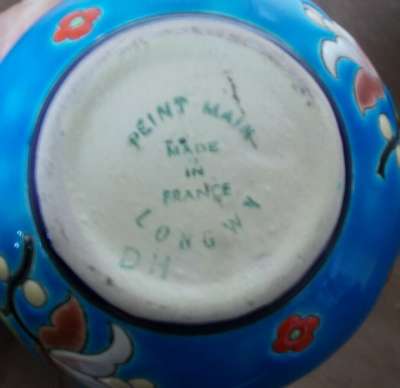 PEINT MAIN
MADE
IN
FRANCE
LONGWY
DH